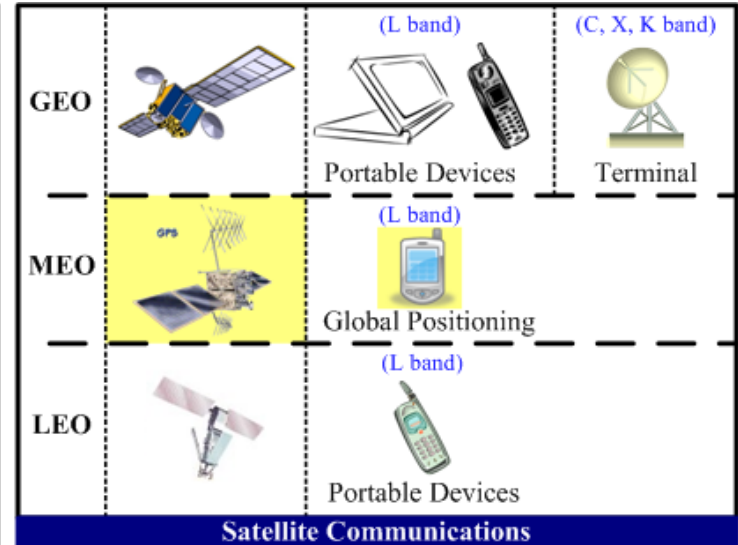 (L band)
(C, X, K band)
GEO
Portable Devices
Terminal
(L band)
GPS
MEO
Global Positioning
(L band)
LEO
Portable Devices
Satellite Communications